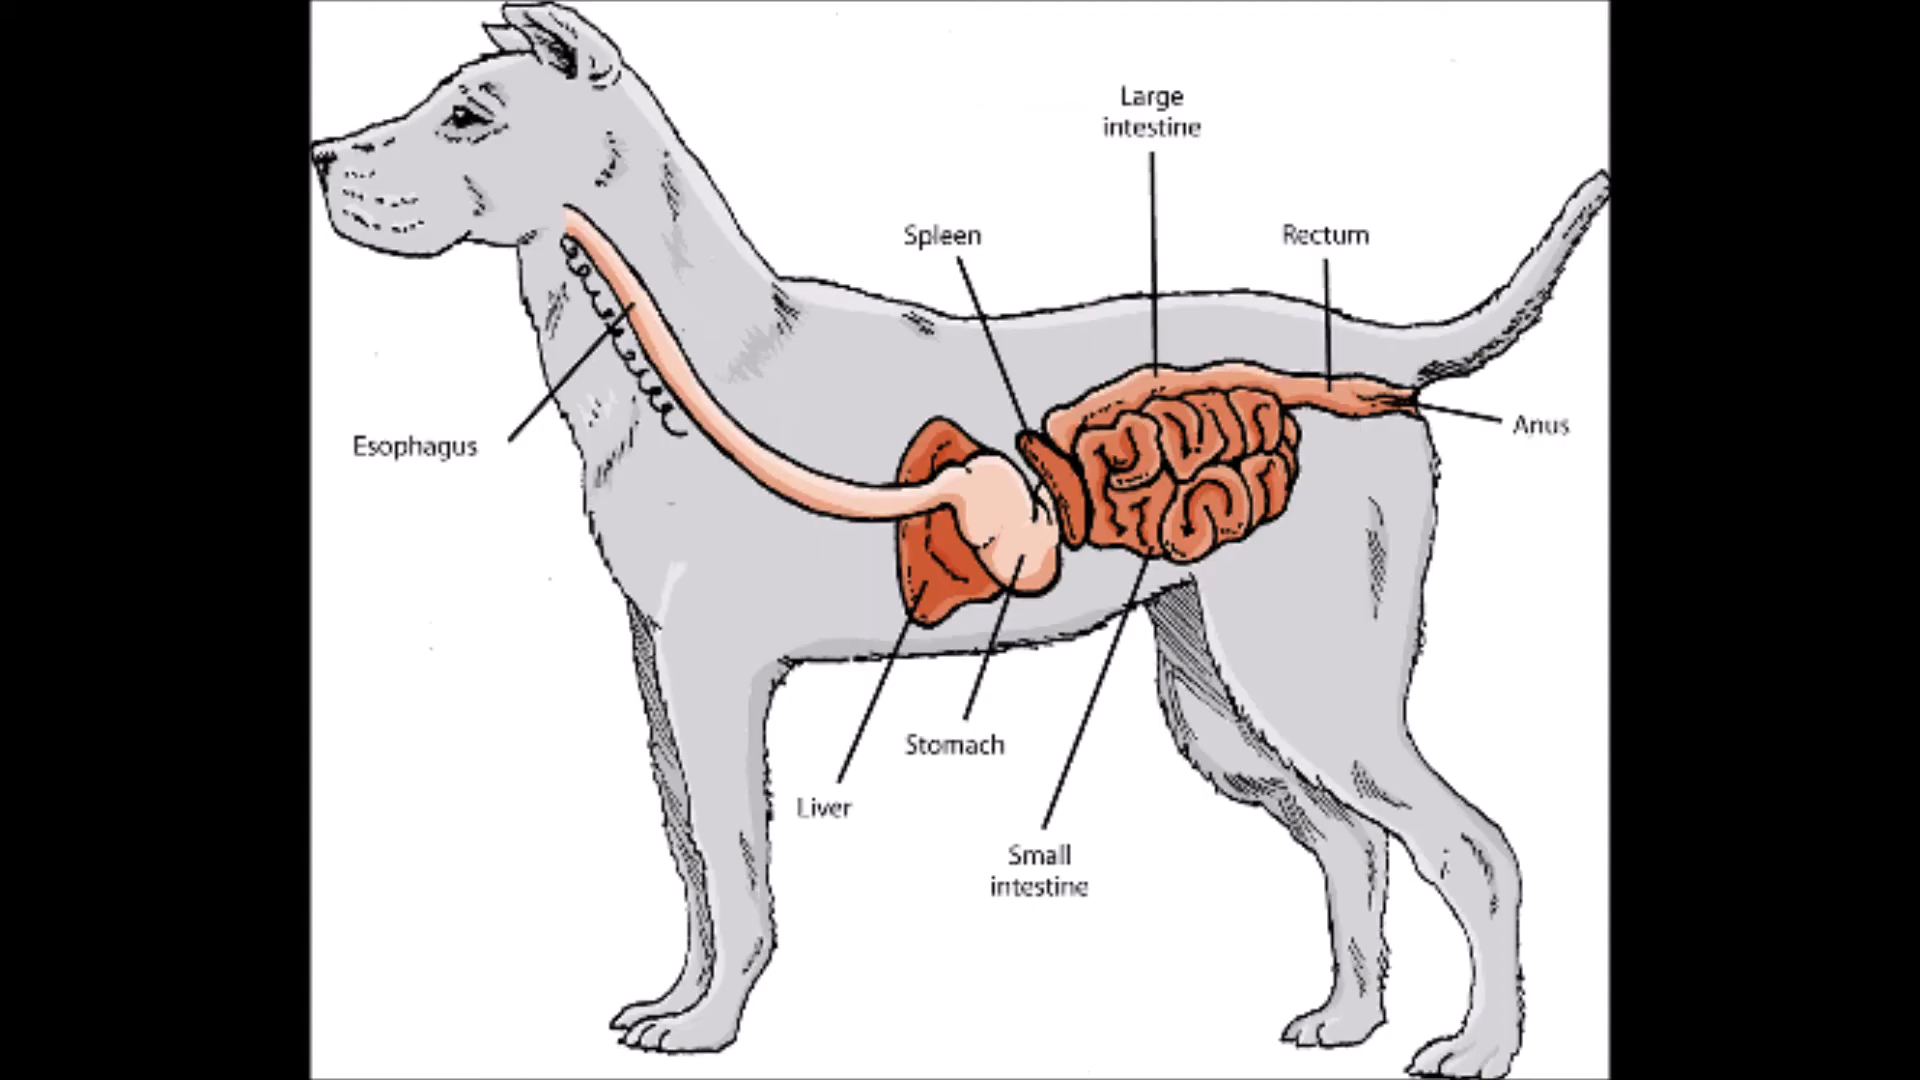 Large
intestine
Spleen
Rectum
Anus
Esophagus
Stomach
Liver
Small
intestine